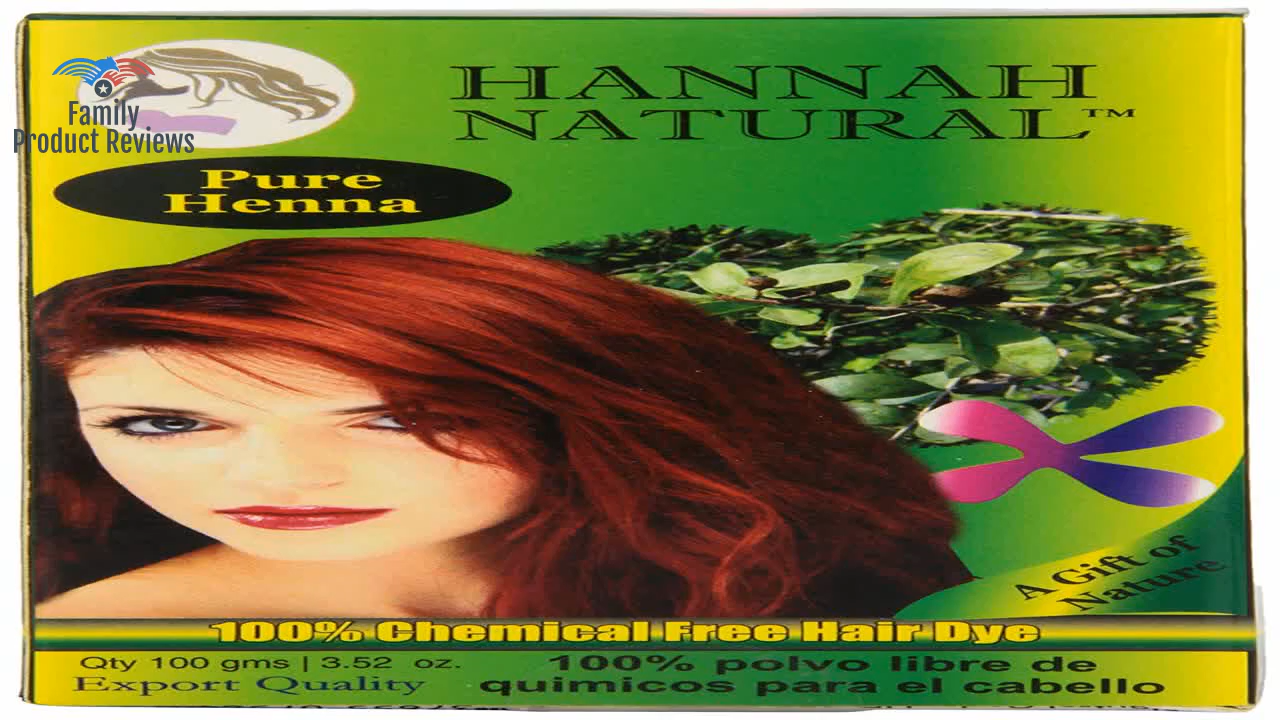 Family
Product Reviews
HANNAH
NATURAL™
Pure
Henna
A Gift of
Nature
100% Chemical Free Hair Dye
Qty 100 gms | 3.52 oz.
Export Quality
100% polvo libre de
quimicos para el cabello